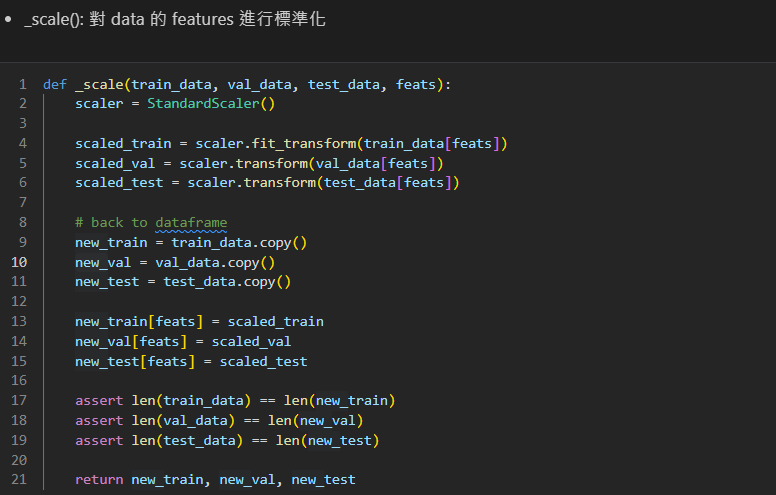 • _scale(): 對 data 的 features 進行標準化
1 def _scale(train_data, val_data, test_data, feats):
2     scaler = StandardScaler()
3
4     scaled_train = scaler.fit_transform(train_data[feats])
5     scaled_val = scaler.transform(val_data[feats])
6     scaled_test = scaler.transform(test_data[feats])
7
8     # back to dataframe
9     new_train = train_data.copy()
10     new_val = val_data.copy()
11     new_test = test_data.copy()
12
13     new_train[feats] = scaled_train
14     new_val[feats] = scaled_val
15     new_test[feats] = scaled_test
16
17     assert len(train_data) == len(new_train)
18     assert len(val_data) == len(new_val)
19     assert len(test_data) == len(new_test)
20
21     return new_train, new_val, new_test